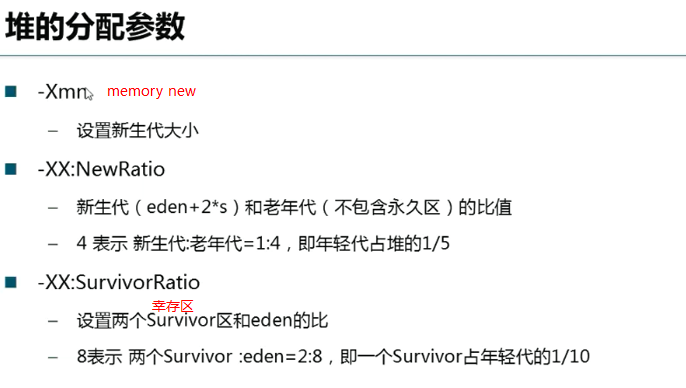 堆的分配参数
-Xmn memory new
– 设置新生代大小
-XX:NewRatio
– 新生代（eden+2*s）和老年代（不包含永久区）的比值
– 4 表示 新生代:老年代=1:4，即年轻代占堆的1/5
-XX:SurvivorRatio
幸存区
– 设置两个Survivor区和eden的比
– 8表示 两个Survivor :eden=2:8，即一个Survivor占年轻代的1/10